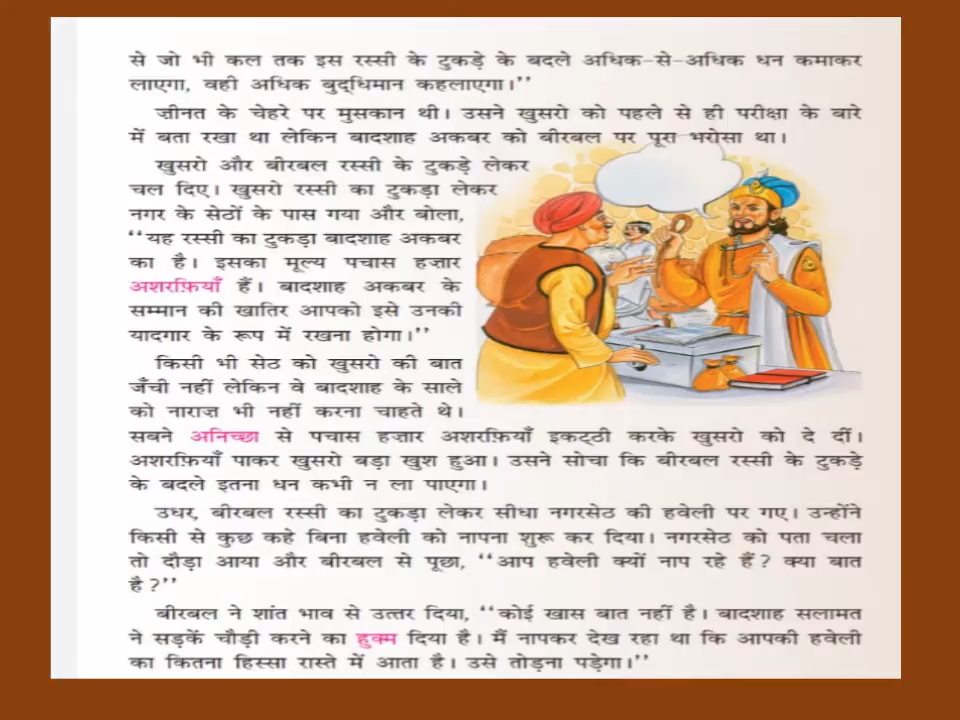 से जो भी कल तक इस रस्सी के टुकड़े के बदले अधिक-से-अधिक धन कमाकर
लाएगा, वही अधिक बुद्धिमान कहलाएगा।’’
ज़ीनत के चेहरे पर मुसकान थी। उसने खुसरो को पहले से ही परीक्षा के बारे
में बता रखा था लेकिन बादशाह अकबर को बीरबल पर पूरा भरोसा था।
खुसरो और बीरबल रस्सी के टुकड़े लेकर
चल दिए। खुसरो रस्सी का टुकड़ा लेकर
नगर के सेठों के पास गया और बोला,
‘‘यह रस्सी का टुकड़ा बादशाह अकबर
का है। इसका मूल्य पचास हज़ार
अशरफ़ियाँ हैं। बादशाह अकबर के
सम्मान की खातिर आपको इसे उनकी
यादगार के रूप में रखना होगा।’’
किसी भी सेठ को खुसरो की बात
जँची नहीं लेकिन वे बादशाह के साले
को नाराज़ भी नहीं करना चाहते थे।
सबने अनिच्छा से पचास हज़ार अशरफ़ियाँ इकट्ठी करके खुसरो को दे दीं।
अशरफ़ियाँ पाकर खुसरो बड़ा खुश हुआ। उसने सोचा कि बीरबल रस्सी के टुकड़े
के बदले इतना धन कभी न ला पाएगा।
उधर, बीरबल रस्सी का टुकड़ा लेकर सीधा नगरसेठ की हवेली पर गए। उन्होंने
किसी से कुछ कहे बिना हवेली को नापना शुरू कर दिया। नगरसेठ को पता चला
तो दौड़ा आया और बीरबल से पूछा, ‘‘आप हवेली क्यों नाप रहे हैं? क्या बात
है?’’
बीरबल ने शांत भाव से उत्तर दिया, ‘‘कोई खास बात नहीं है। बादशाह सलामत
ने सड़कें चौड़ी करने का हुक्म दिया है। मैं नापकर देख रहा था कि आपकी हवेली
का कितना हिस्सा रास्ते में आता है। उसे तोड़ना पड़ेगा।’’